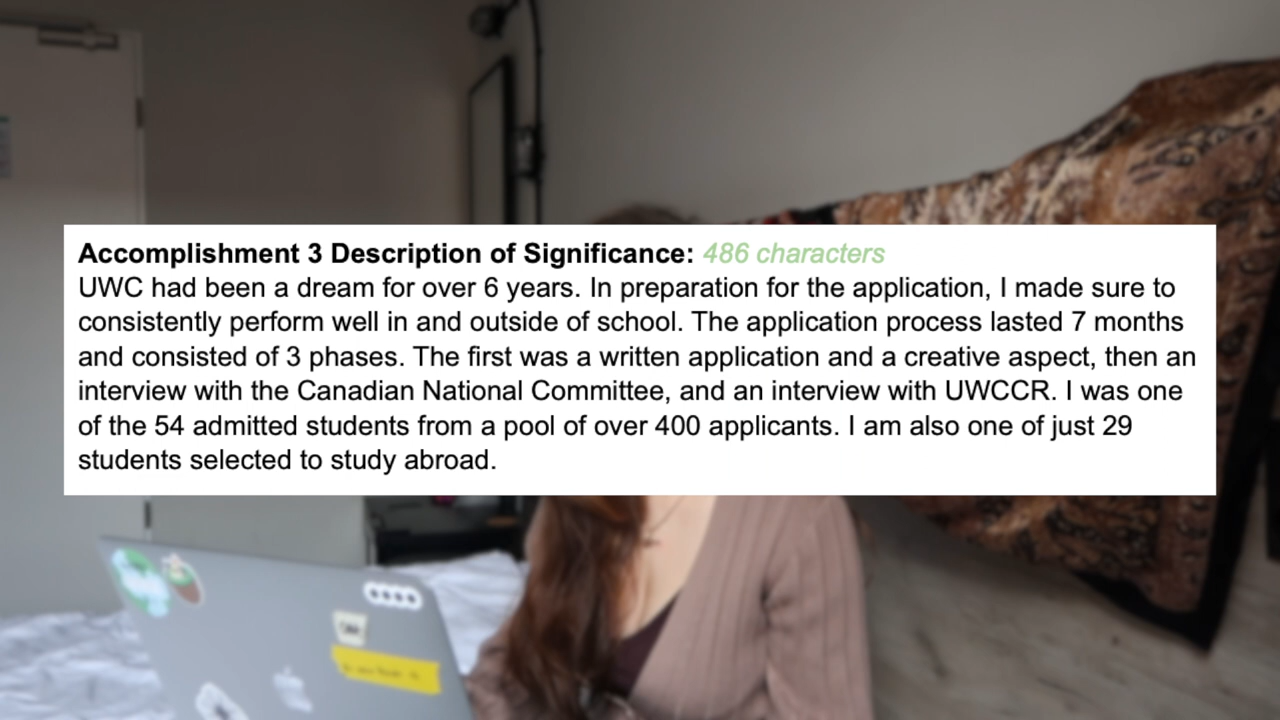 Accomplishment 3 Description of Significance: 486 characters
UWC had been a dream for over 6 years. In preparation for the application, I made sure to
consistently perform well in and outside of school. The application process lasted 7 months
and consisted of 3 phases. The first was a written application and a creative aspect, then an
interview with the Canadian National Committee, and an interview with UWCCR. I was one
of the 54 admitted students from a pool of over 400 applicants. I am also one of just 29
students selected to study abroad.